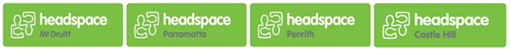 headspace
Mt Druitt
headspace
Parramatta
headspace
Penrith
headspace
Castle Hill